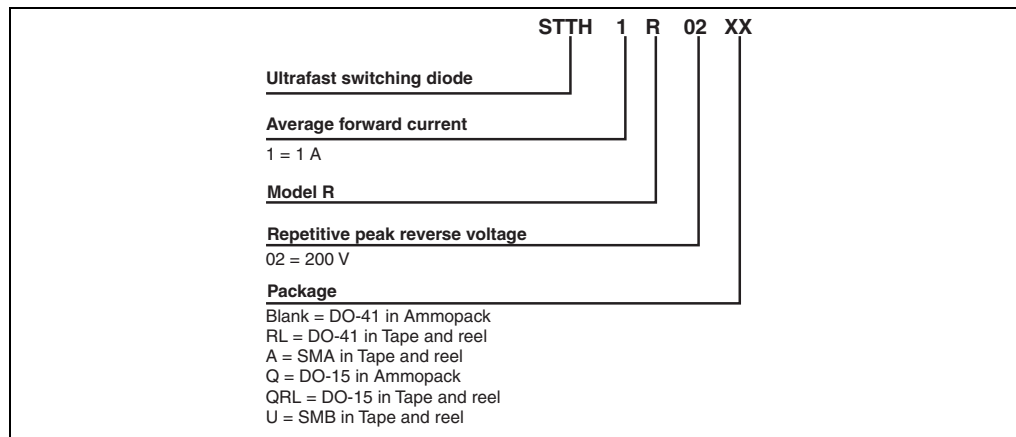 STTH 1 R 02 XX
Ultrafast switching diode
Average forward current
1 = 1 A
Model R
Repetitive peak reverse voltage
02 = 200 V
Package
Blank = DO-41 in Ammopack
RL = DO-41 in Tape and reel
A = SMA in Tape and reel
Q = DO-15 in Ammopack
QRL = DO-15 in Tape and reel
U = SMB in Tape and reel